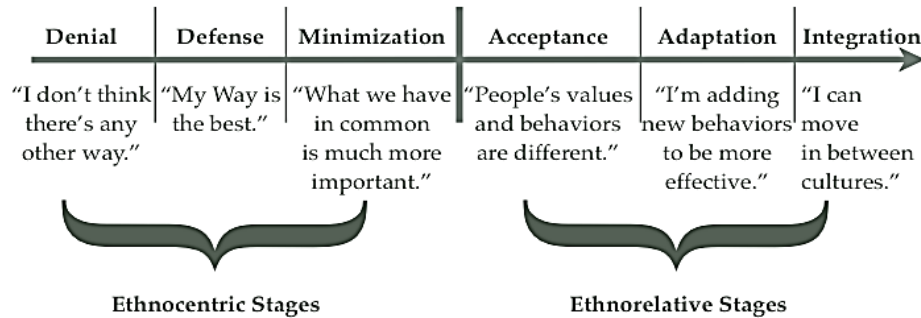 Denial Defense Minimization Acceptance Adaptation Integration
“I don’t think
there’s any
other way.”
“My Way is
the best.”
“What we have
in common
is much more
important.”
“People’s values
and behaviors
are different.”
“I’m adding
new behaviors
to be more
effective.”
“I can
move
in between
cultures.”
Ethnocentric Stages
Ethnorelative Stages